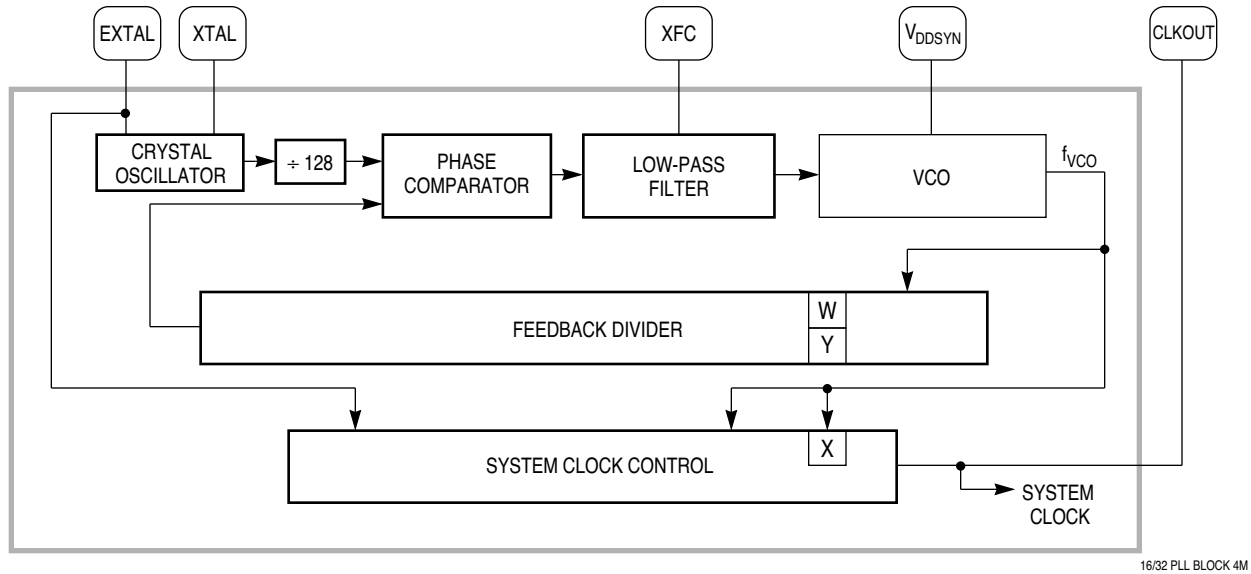 EXTAL
XTAL
XFC
VDDSYN
CLKOUT
CRYSTAL
OSCILLATOR
÷ 128
PHASE
COMPARATOR
LOW-PASS
FILTER
VCO
fVCO
FEEDBACK DIVIDER
W
Y
SYSTEM CLOCK CONTROL
X
SYSTEM
CLOCK
16/32 PLL BLOCK 4M